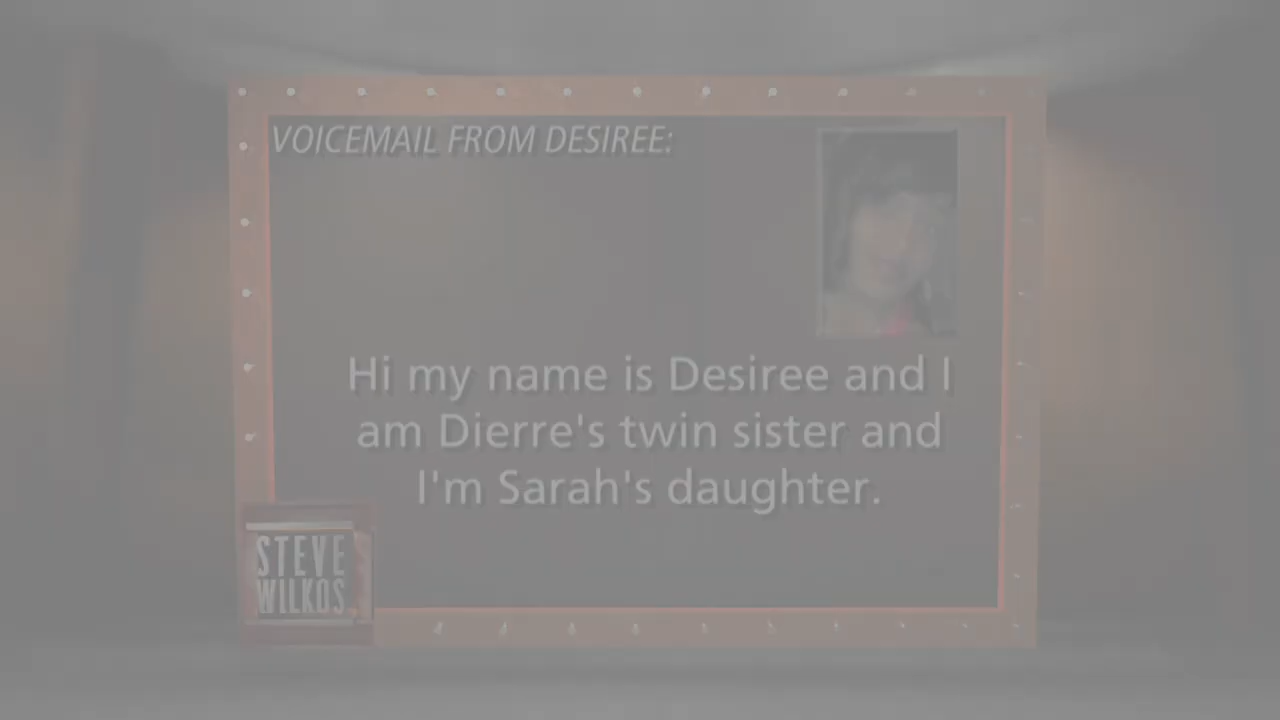 VOICEMAIL FROM DESIREE:
Hi my name is Desiree and I
am Dierre's twin sister and
I'm Sarah's daughter.
STEVE
WILKOS